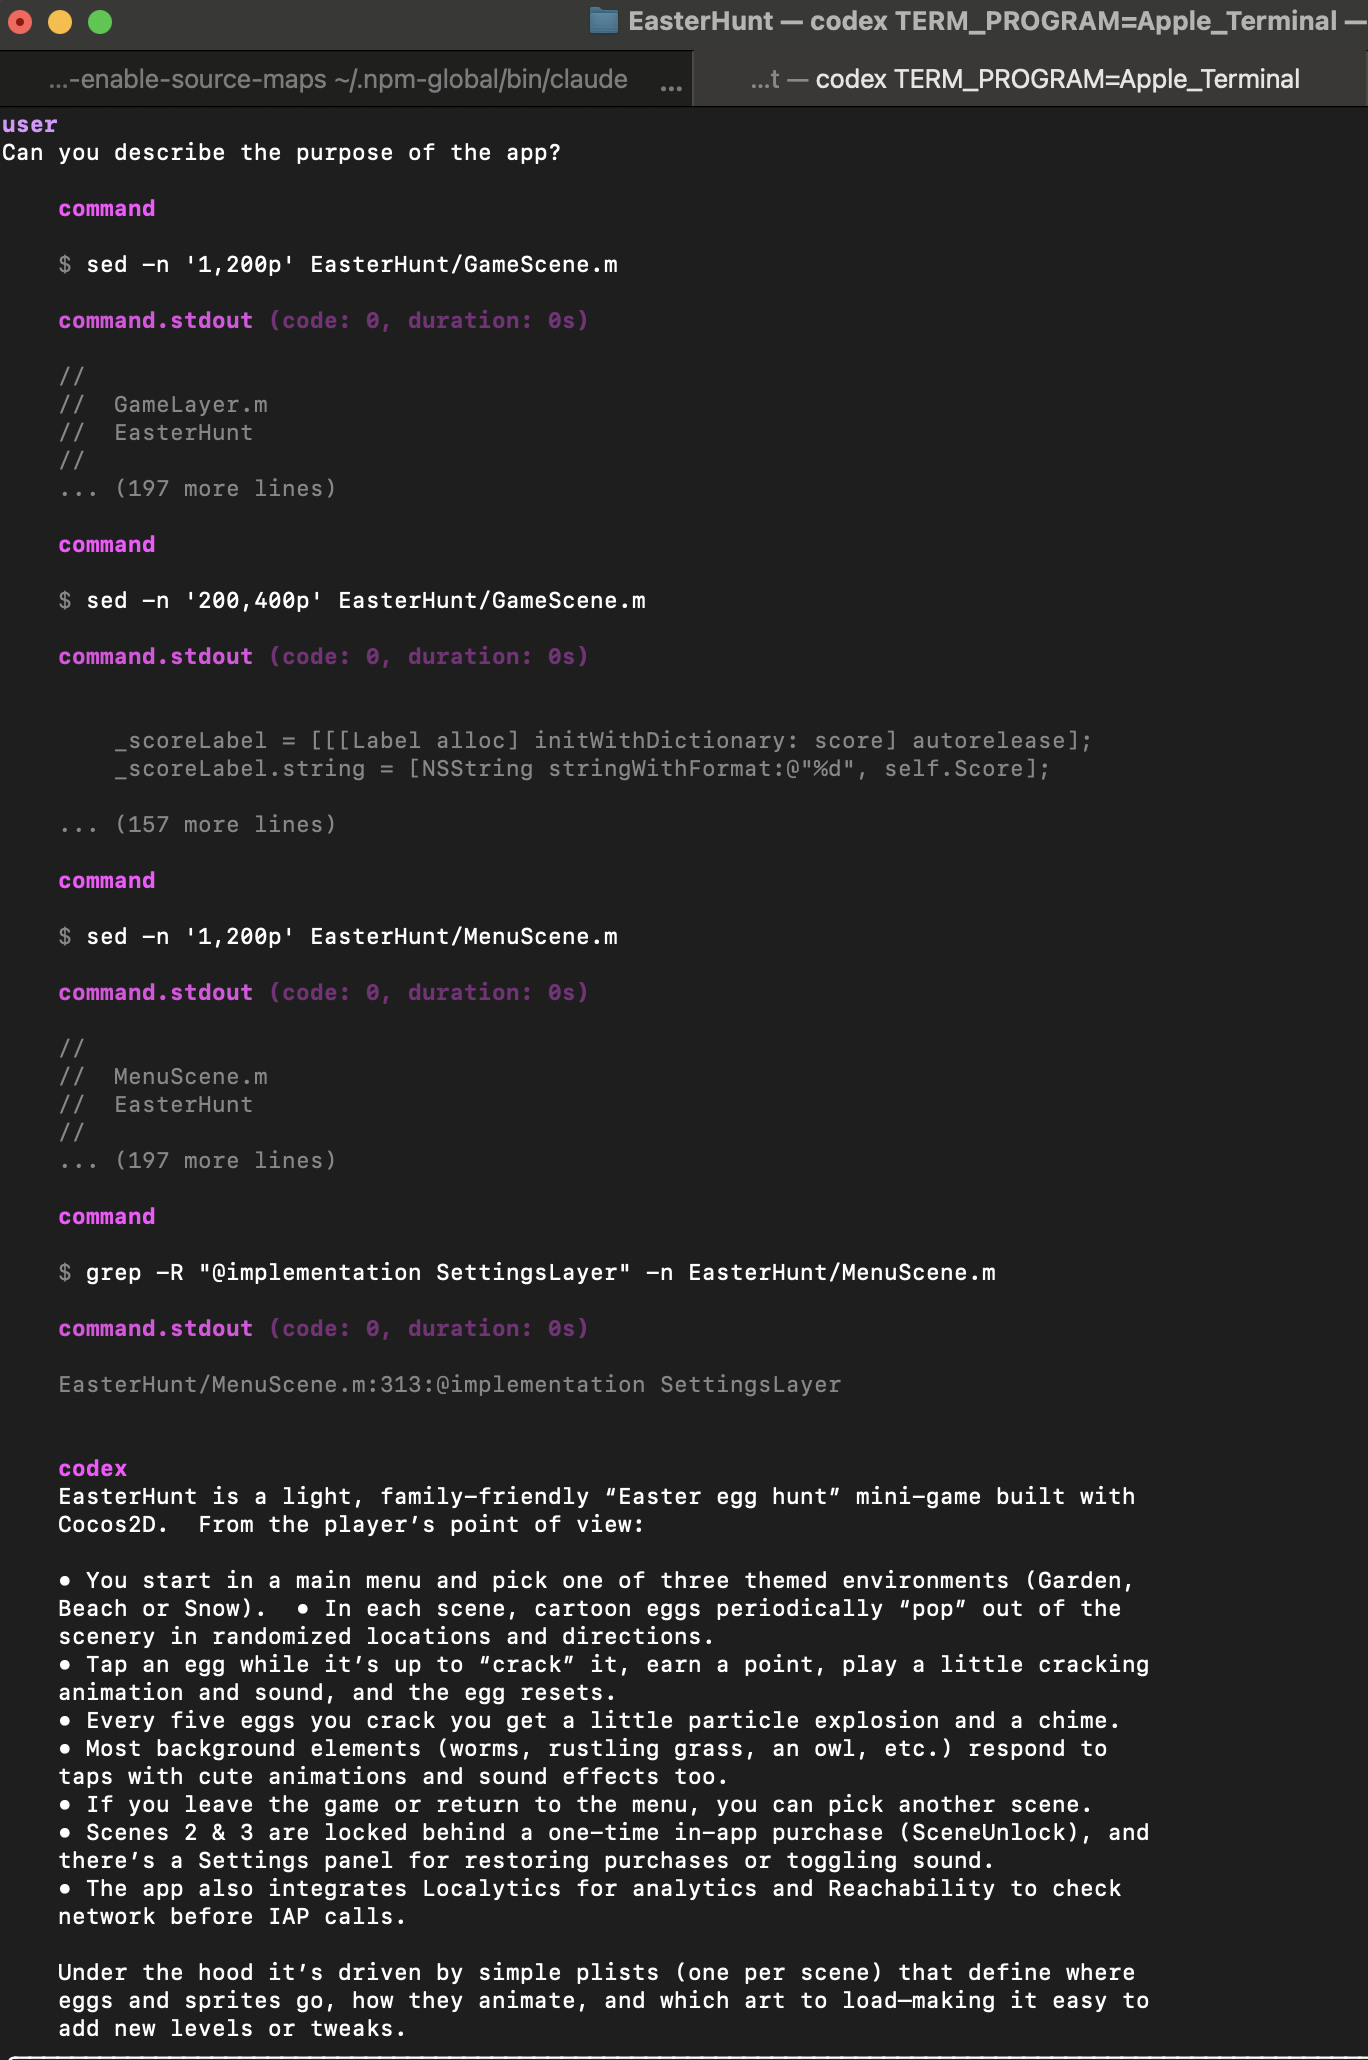 EasterHunt — codex TERM_PROGRAM=Apple_Terminal —
...-enable-source-maps ~/.npm-global/bin/claude ...
...t — codex TERM_PROGRAM=Apple_Terminal
user
Can you describe the purpose of the app?
command
$ sed -n '1,200p' EasterHunt/GameScene.m
command.stdout (code: 0, duration: 0s)
//
//  GameLayer.m
//  EasterHunt
//
... (197 more lines)
command
$ sed -n '200,400p' EasterHunt/GameScene.m
command.stdout (code: 0, duration: 0s)
_scoreLabel = [[[Label alloc] initWithDictionary: score] autorelease];
_scoreLabel.string = [NSString stringWithFormat:@"%d", self.Score];
... (157 more lines)
command
$ sed -n '1,200p' EasterHunt/MenuScene.m
command.stdout (code: 0, duration: 0s)
//
//  MenuScene.m
//  EasterHunt
//
... (197 more lines)
command
$ grep -R "@implementation SettingsLayer" -n EasterHunt/MenuScene.m
command.stdout (code: 0, duration: 0s)
EasterHunt/MenuScene.m:313:@implementation SettingsLayer
codex
EasterHunt is a light, family-friendly “Easter egg hunt” mini-game built with
Cocos2D.  From the player’s point of view:
• You start in a main menu and pick one of three themed environments (Garden,
Beach or Snow).  • In each scene, cartoon eggs periodically “pop” out of the
scenery in randomized locations and directions.
• Tap an egg while it’s up to “crack” it, earn a point, play a little cracking
animation and sound, and the egg resets.
• Every five eggs you crack you get a little particle explosion and a chime.
• Most background elements (worms, rustling grass, an owl, etc.) respond to
taps with cute animations and sound effects too.
• If you leave the game or return to the menu, you can pick another scene.
• Scenes 2 & 3 are locked behind a one-time in-app purchase (SceneUnlock), and
there’s a Settings panel for restoring purchases or toggling sound.
• The app also integrates Localytics for analytics and Reachability to check
network before IAP calls.
Under the hood it’s driven by simple plists (one per scene) that define where
eggs and sprites go, how they animate, and which art to load—making it easy to
add new levels or tweaks.